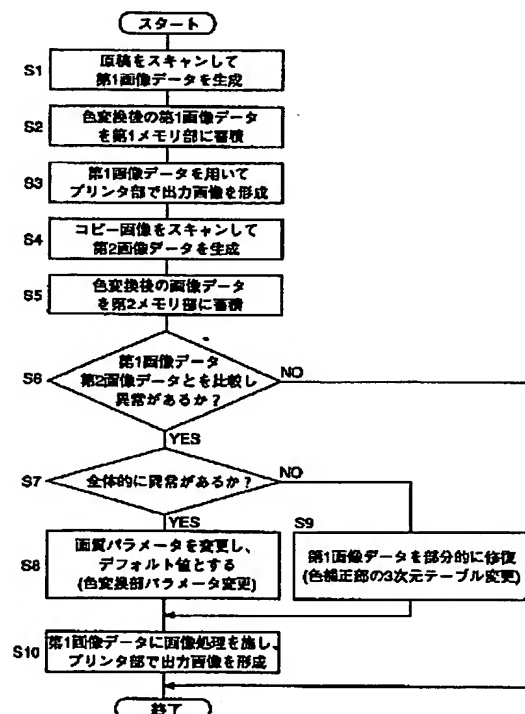 スタート
S1
原稿をスキャンして
第1画像データを生成
S2
色変換後の第1画像データ
を第1メモリ部に蓄積
S3
第1画像データを用いて
プリンタ部で出力画像を形成
S4
コピー画像をスキャンして
第2画像データを生成
S5
色変換後の画像データ
を第2メモリ部に蓄積
S6
第1画像データ
第2画像データとを比較し
異常があるか?
NO
YES
S7
全体的に異常があるか?
NO
YES
S8
画質パラメータを変更し、
デフォルト値とする
(色変換部パラメータ変更)
S9
第1画像データを部分的に修復
(色補正部の3次元テーブル変更)
S10
第1画像データに画像処理を施し、
プリンタ部で出力画像を形成
終了